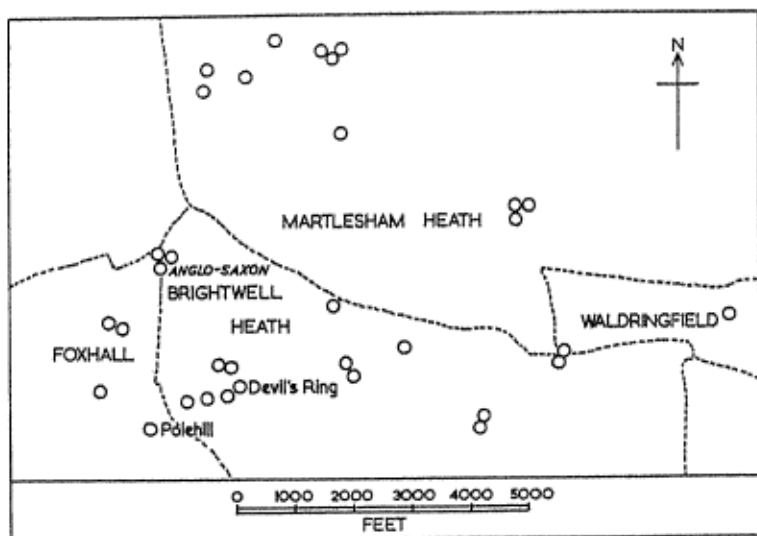 N
MARTLESHAM HEATH
ANGLO-SAXON
BRIGHTWELL
HEATH
WALDRINGFIELD
FOXHALL
Devil's Ring
Polehill
0 1000 2000 3000 4000 5000
FEET